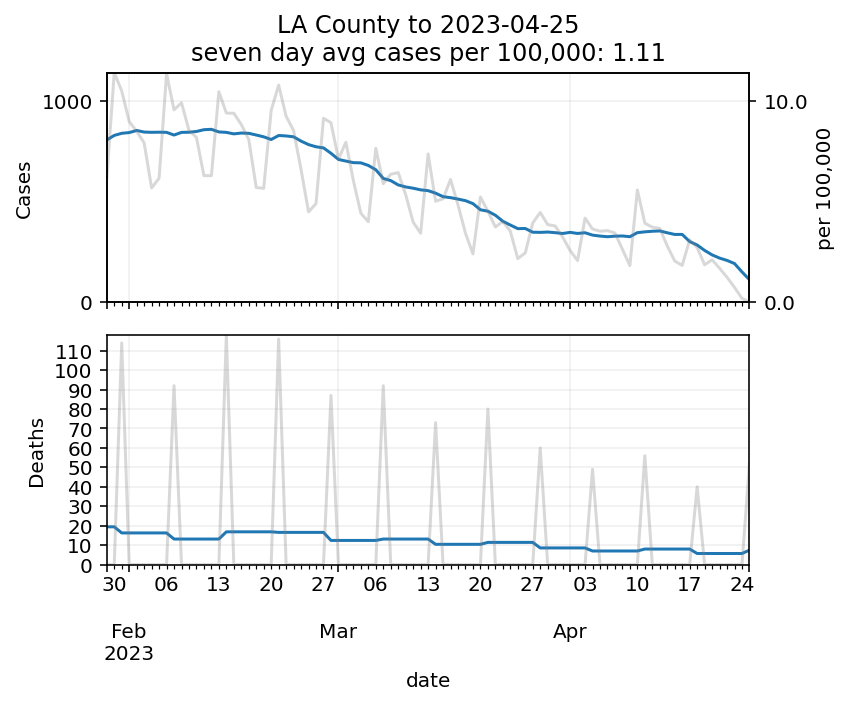 LA County to 2023-04-25
seven day avg cases per 100,000: 1.11
1000
0
Cases
10.0
0.0
per 100,000
110
100
90
80
70
60
50
40
30
20
10
0
Deaths
30 06 13 20 27 06 13 20 27 03 10 17 24
Feb Mar Apr
2023
date